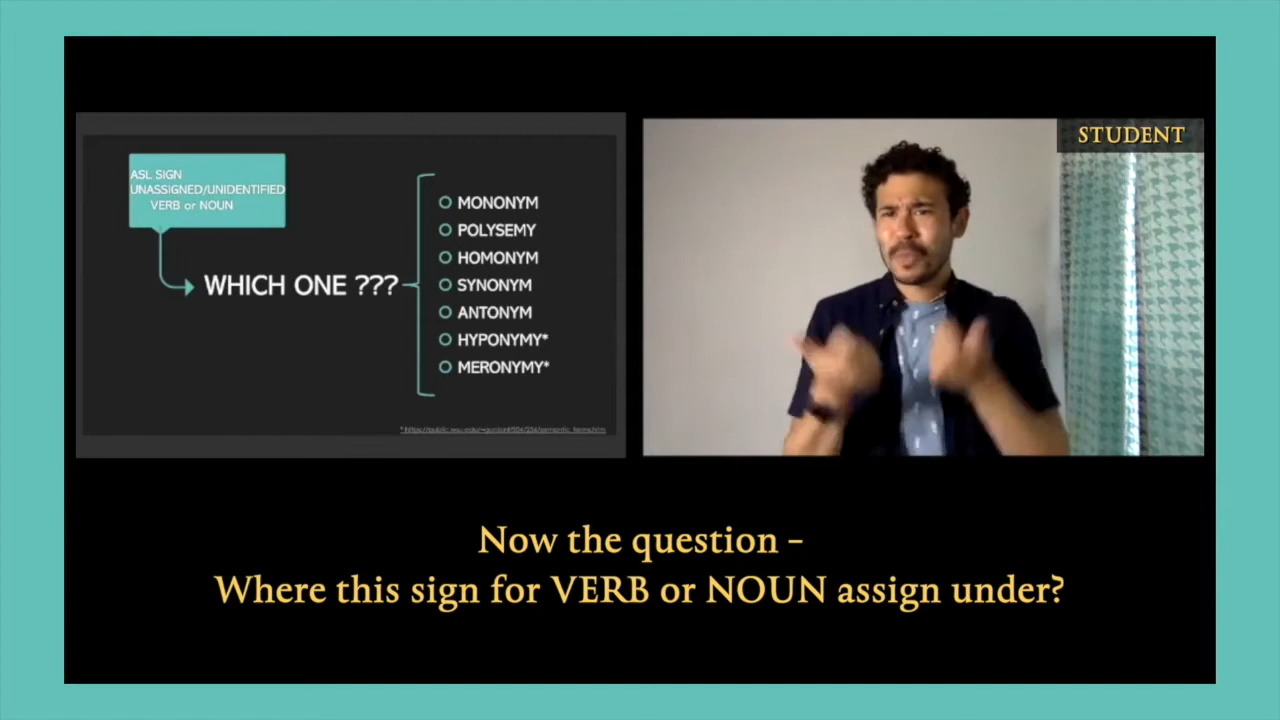 ASL SIGN
UNASSIGNED/UNIDENTIFIED
VERB or NOUN
WHICH ONE ???
MONONYM
POLYSEMY
HOMONYM
SYNONYM
ANTONYM
HYPONYMY*
MERONYMY*
STUDENT
Now the question –
Where this sign for VERB or NOUN assign under?